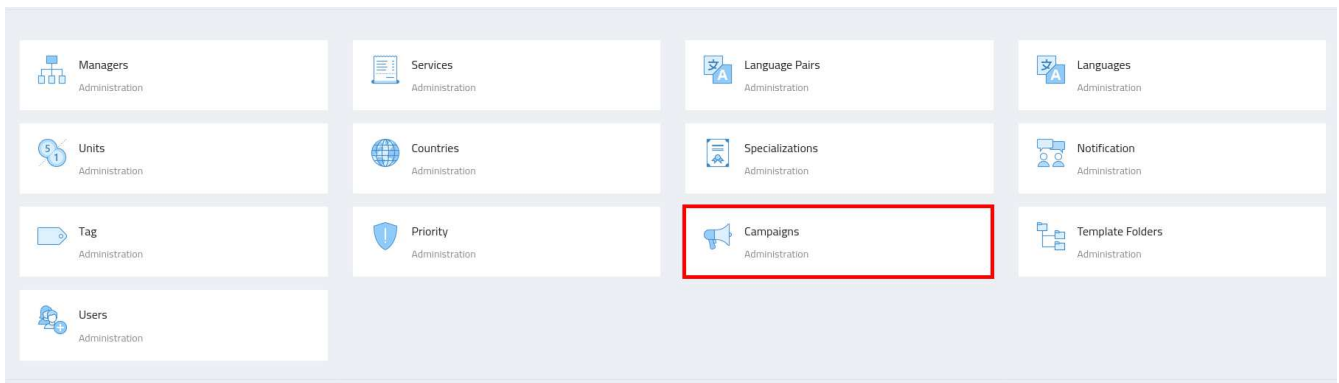 Managers
Administration
Services
Administration
Language Pairs
Administration
Languages
Administration
Units
Administration
Countries
Administration
Specializations
Administration
Notification
Administration
Tag
Administration
Priority
Administration
Campaigns
Administration
Template Folders
Administration
Users
Administration